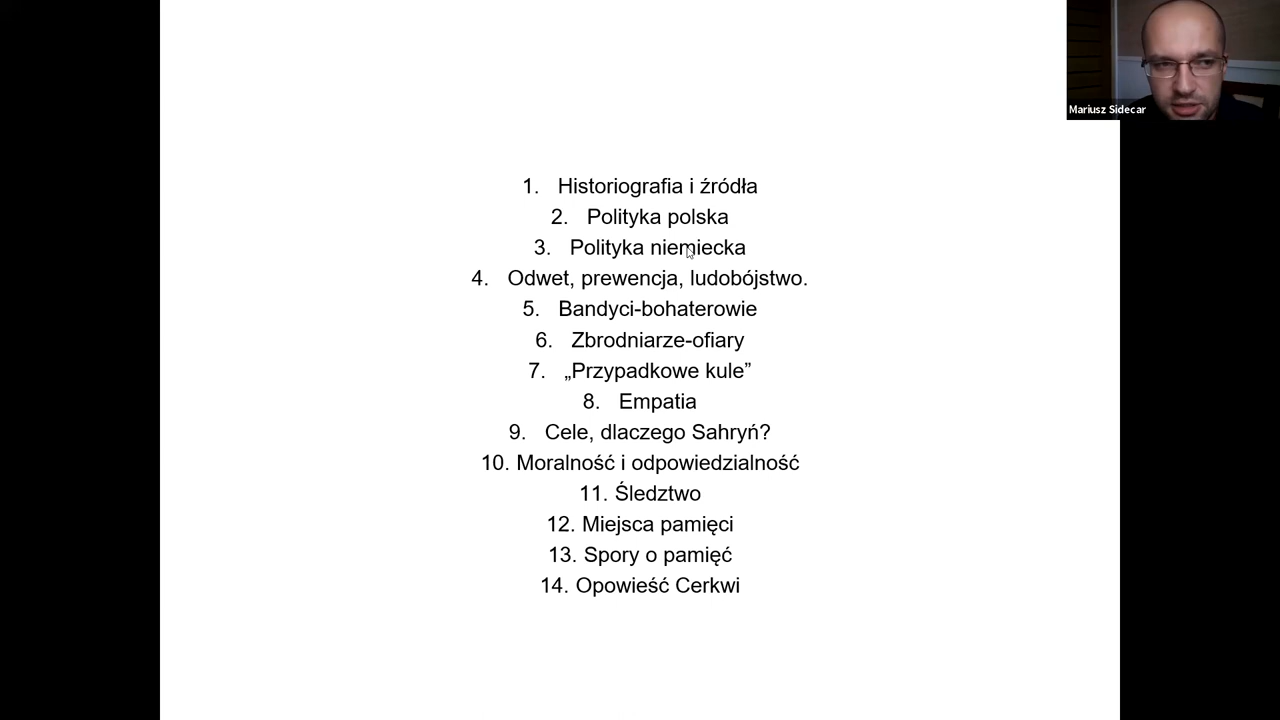 Mariusz Sidecar
1. Historiografia i źródła
2. Polityka polska
3. Polityka niemiecka
4. Odwet, prewencja, ludobójstwo.
5. Bandyci-bohaterowie
6. Zbrodniarze-ofiary
7. „Przypadkowe kule”
8. Empatia
9. Cele, dlaczego Sahryń?
10. Moralność i odpowiedzialność
11. Śledztwo
12. Miejsca pamięci
13. Spory o pamięć
14. Opowieść Cerkwi